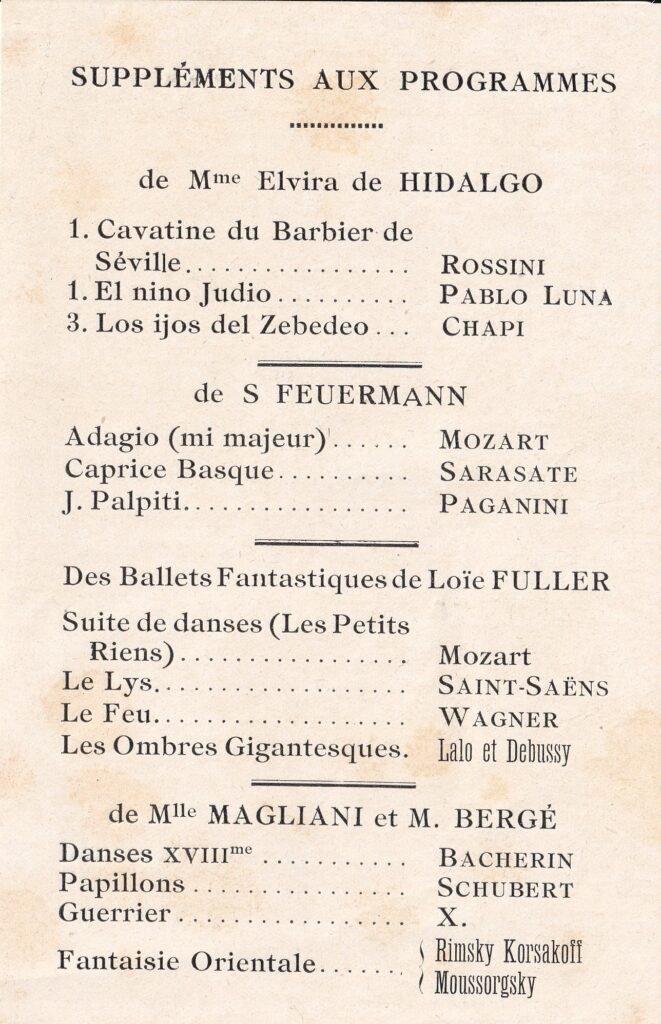 SUPPLÉMENTS AUX PROGRAMMES
de Mme Elvira de HIDALGO
1. Cavatine du Barbier de
Séville................. ROSSINI
1. El nino Judio.......... PABLO LUNA
3. Los ijos del Zebedeo... CHAPI
de S FEUERMANN
Adagio (mi majeur)...... MOZART
Caprice Basque.......... SARASATE
J. Palpiti................. PAGANINI
Des Ballets Fantastiques de Loïe FULLER
Suite de danses (Les Petits
Riens).................. Mozart
Le Lys................... SAINT-SAËNS
Le Feu................... WAGNER
Les Ombres Gigantesques. Lalo et Debussy
de Mlle MAGLIANI et M. BERGÉ
Danses XVIIIme........... BACHERIN
Papillons................ SCHUBERT
Guerrier................. X.
Fantaisie Orientale....... { Rimsky Korsakoff
Moussorgsky